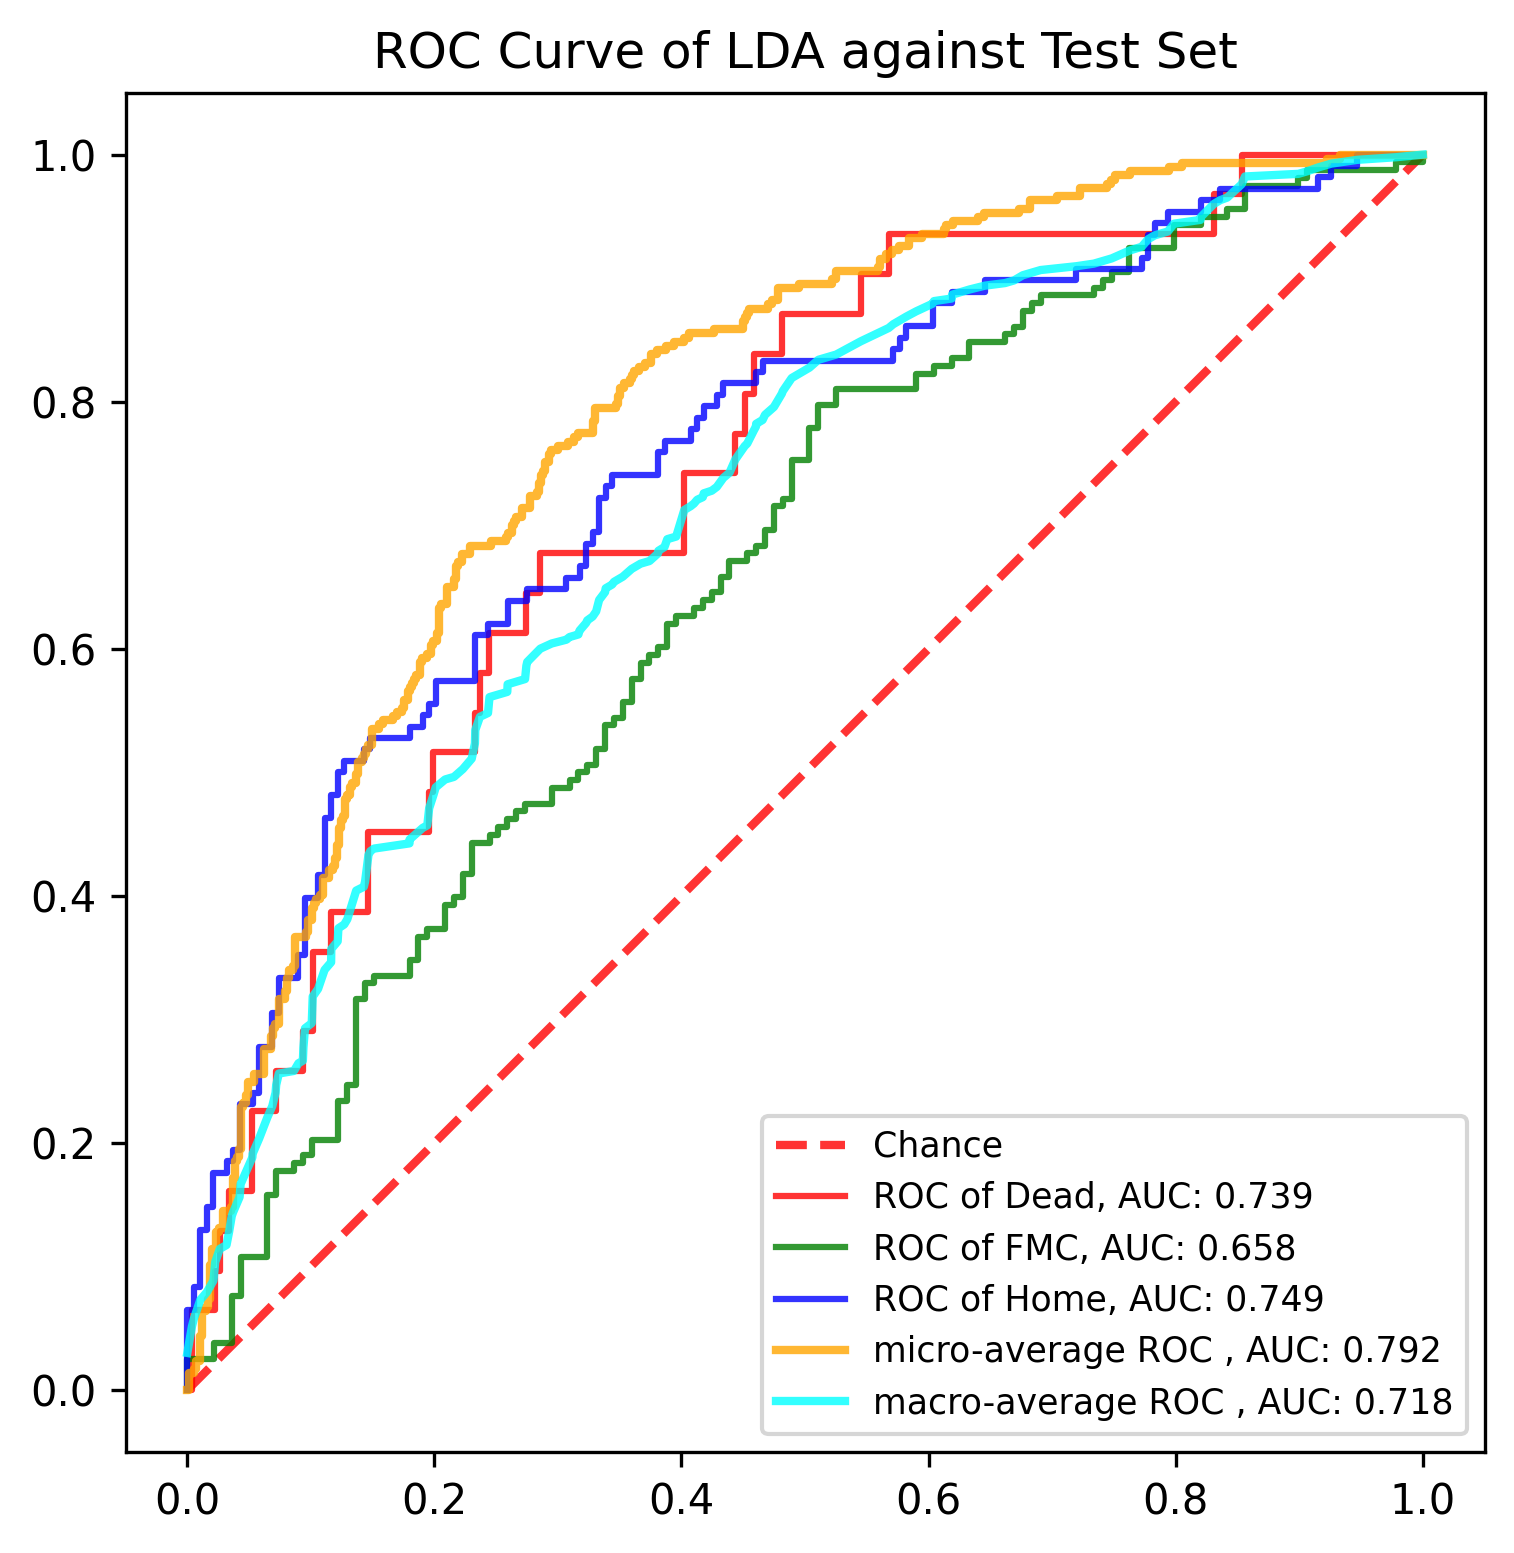 ROC Curve of LDA against Test Set
1.0
0.8
0.6
0.4
0.2
0.0
Chance
ROC of Dead, AUC: 0.739
ROC of FMC, AUC: 0.658
ROC of Home, AUC: 0.749
micro-average ROC , AUC: 0.792
macro-average ROC , AUC: 0.718
0.0 0.2 0.4 0.6 0.8 1.0